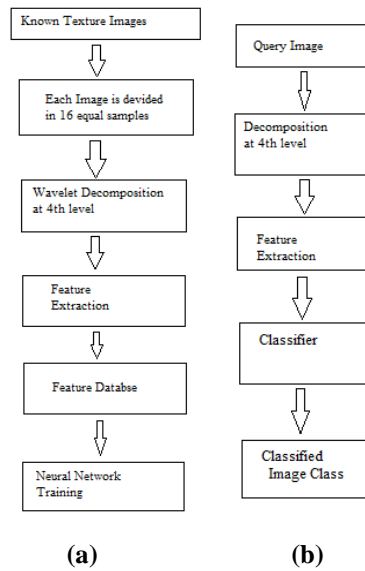 Known Texture Images
Each Image is devided
in 16 equal samples
Wavelet Decomposition
at 4th level
Feature
Extraction
Feature Databse
Neural Network
Training
(a)
Query Image
Decomposition
at 4th level
Feature
Extraction
Classifier
Classified
Image Class
(b)